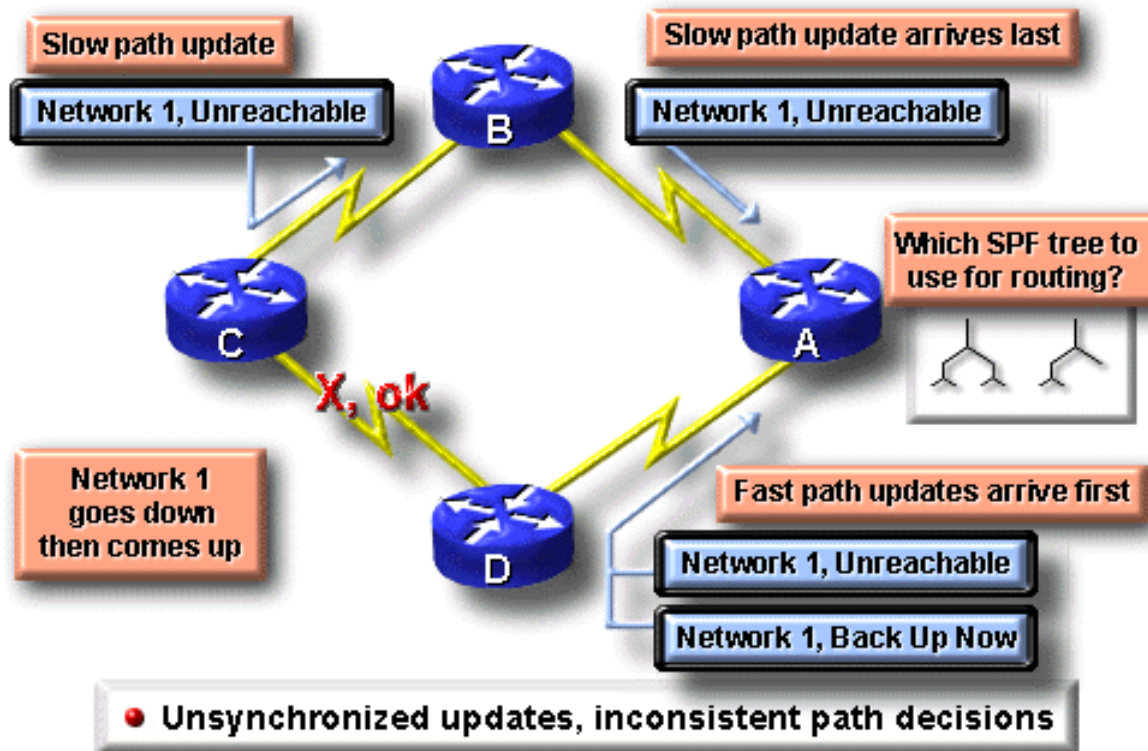 Slow path update
Network 1, Unreachable
B
Slow path update arrives last
Network 1, Unreachable
Which SPF tree to
use for routing?
C
A
X, ok
Network 1
goes down
then comes up
D
Fast path updates arrive first
Network 1, Unreachable
Network 1, Back Up Now
Unsynchronized updates, inconsistent path decisions